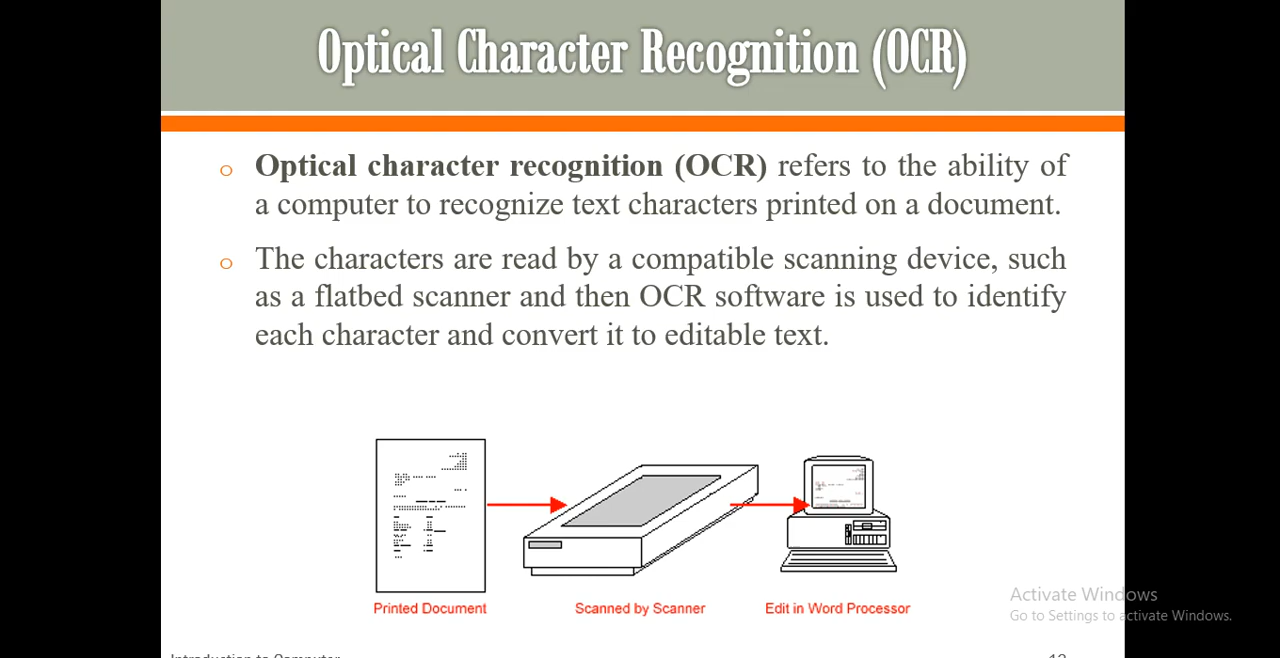 Optical Character Recognition (OCR)
o Optical character recognition (OCR) refers to the ability of
a computer to recognize text characters printed on a document.
o The characters are read by a compatible scanning device, such
as a flatbed scanner and then OCR software is used to identify
each character and convert it to editable text.
Printed Document
Scanned by Scanner
Edit in Word Processor
Activate Windows
Go to Settings to activate Windows.
Introduction to Computer